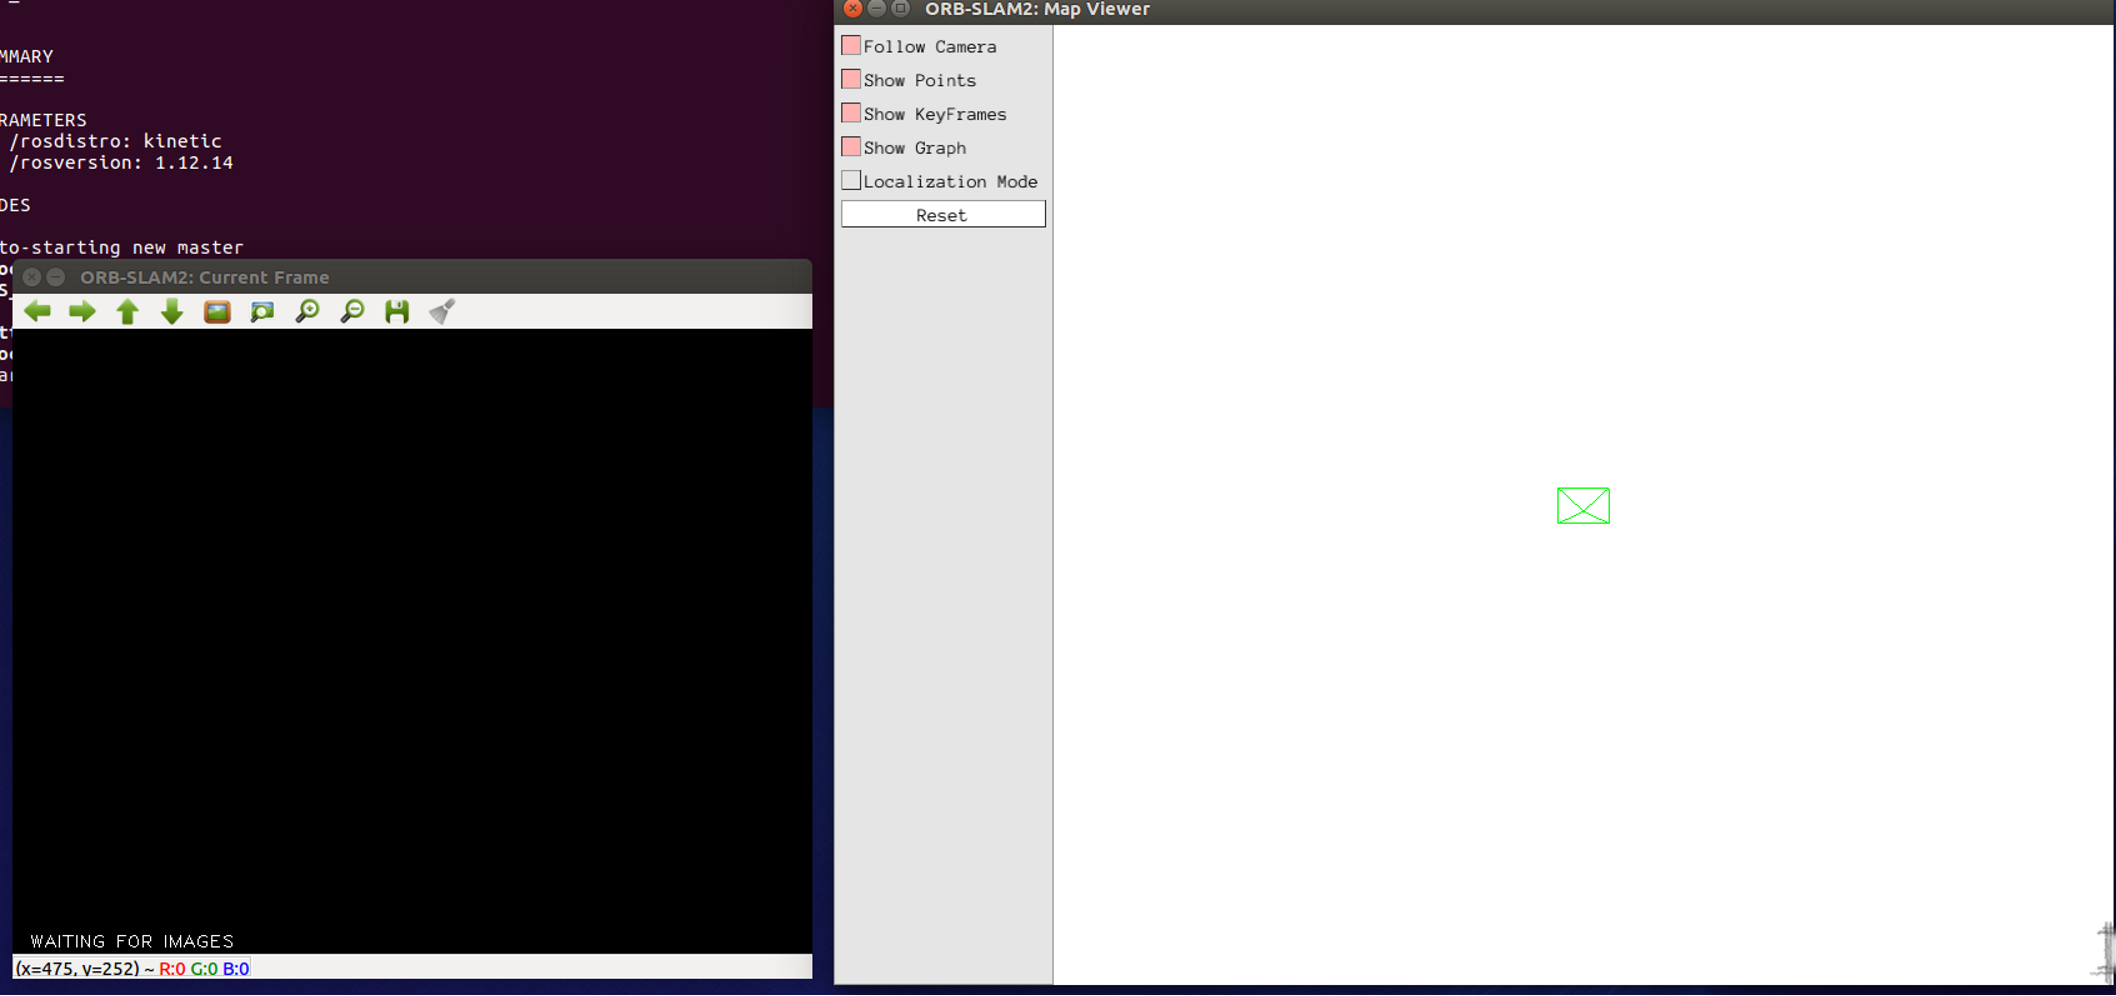 MMARY
======
RAMETERS
/rosdistro: kinetic
/rosversion: 1.12.14
DES
to-starting new master
ORB-SLAM2: Current Frame
WAITING FOR IMAGES
(x=475, y=252) ~ R:0 G:0 B:0
ORB-SLAM2: Map Viewer
Follow Camera
Show Points
Show KeyFrames
Show Graph
Localization Mode
Reset